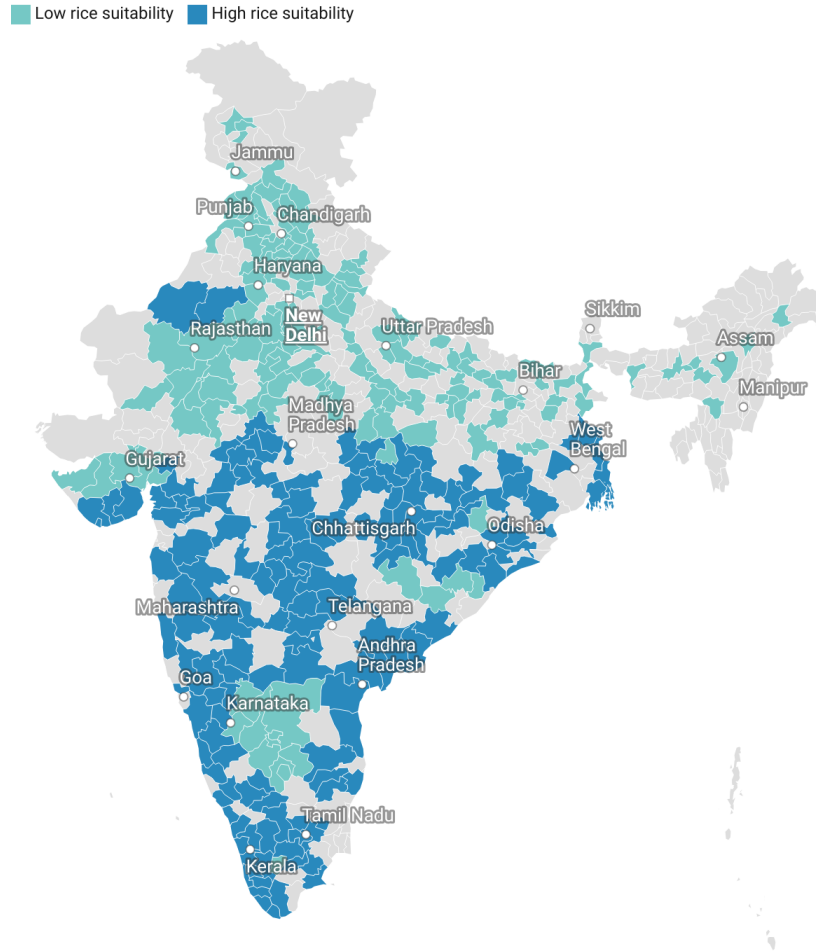 Low rice suitability
High rice suitability
Jammu
Punjab
Chandigarh
Haryana
New
Delhi
Rajasthan
Uttar Pradesh
Sikkim
Assam
Bihar
Manipur
Madhya
Pradesh
West
Bengal
Gujarat
Chhattisgarh
Odisha
Maharashtra
Telangana
Andhra
Pradesh
Goa
Karnataka
Tamil Nadu
Kerala